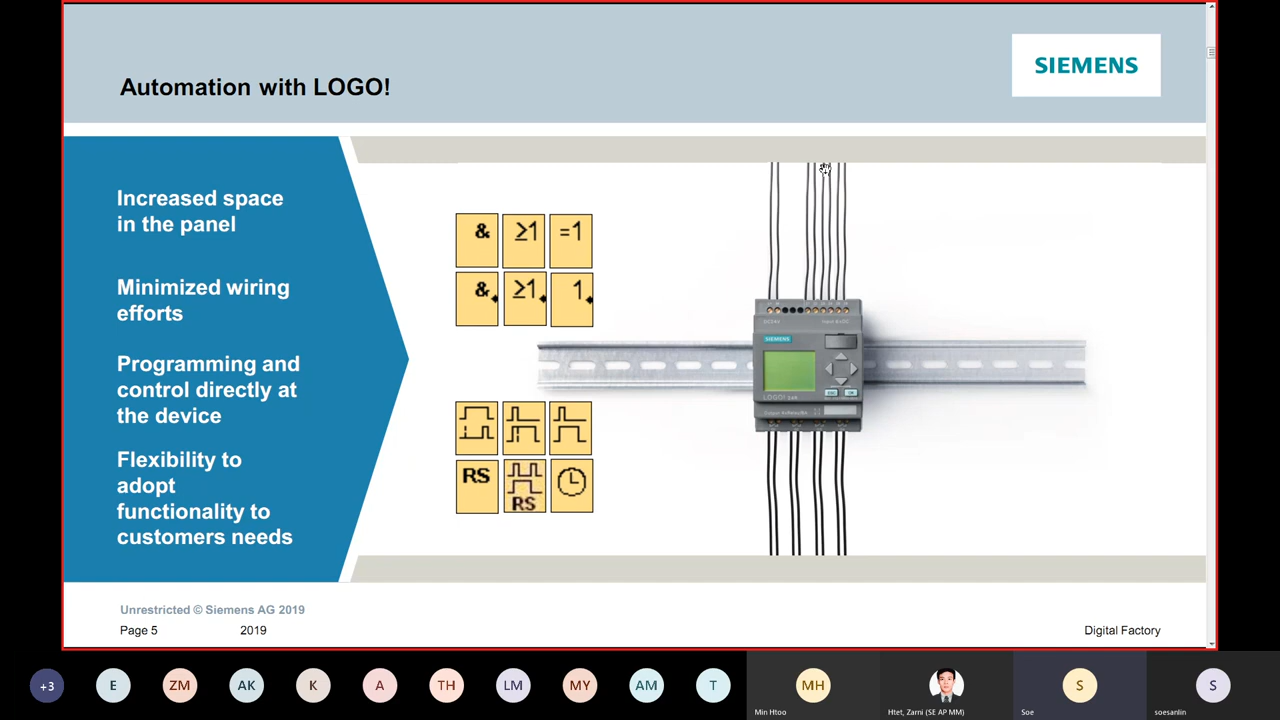 SIEMENS
Automation with LOGO!
Increased space
in the panel
Minimized wiring
efforts
Programming and
control directly at
the device
Flexibility to
adopt
functionality to
customers needs
& ≥1 =1
& ≥1 1
RS
RS
SIEMENS
ESC OK
Unrestricted © Siemens AG 2019
Page 5 2019 Digital Factory
+3 E ZM AK K A TH LM MY AM T MH S S
Min Htoo Htet, Zarni (SE AP MM) Soe soesanlin